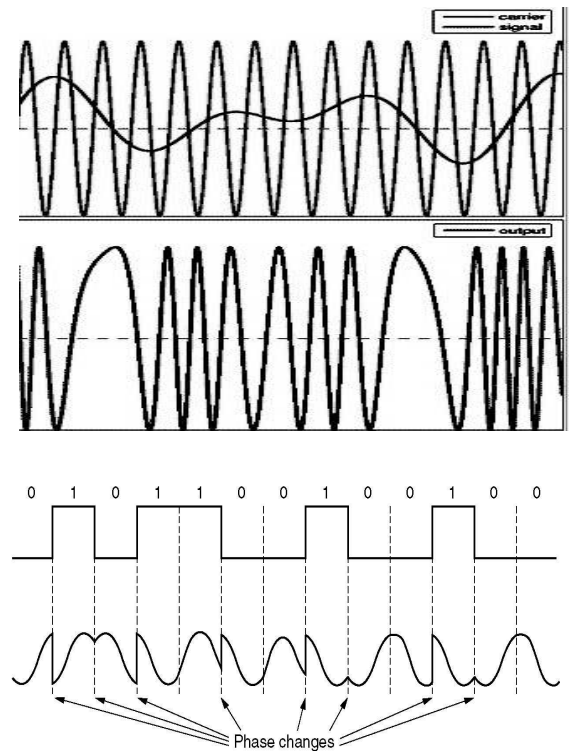 carrier
signal
output
0 1 0 1 1 0 0 1 0 0 1 0 0
Phase changes